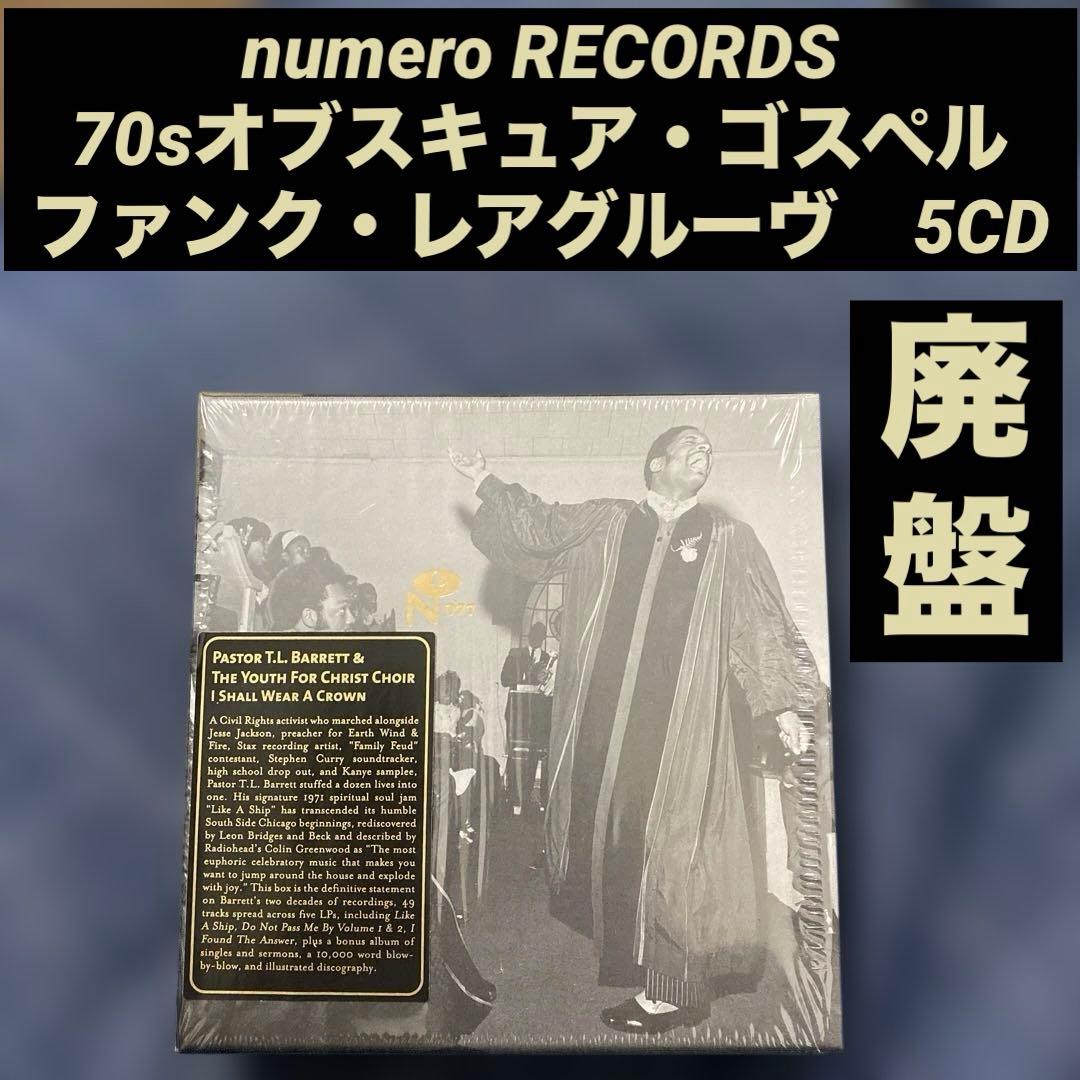 numero RECORDS
70sオブスキュア・ゴスペル
ファンク・レアグルーヴ　5CD
廃
盤
PASTOR T.L. BARRETT &
THE YOUTH FOR CHRIST CHOIR
I SHALL WEAR A CROWN
A Civil Rights activist who marched alongside
Jesse Jackson, preacher for Earth Wind &
Fire, Stax recording artist, "Family Feud"
contestant, Stephen Curry soundtracker,
high school drop out, and Kanye samplee,
Pastor T.L. Barrett stuffed a dozen lives into
one. His signature 1971 spiritual soul jam
"Like A Ship" has transcended its humble
South Side Chicago beginnings, rediscovered
by Leon Bridges and Beck and described by
Radiohead's Colin Greenwood as "The most
euphoric celebratory music that makes you
want to jump around the house and explode
with joy." This box is the definitive statement
on Barrett's two decades of recordings, 49
tracks spread across five LPs, including Like
A Ship, Do Not Pass Me By Volume 1 & 2, I
Found The Answer, plus a bonus album of
singles and sermons, a 10,000 word blow-
by-blow, and illustrated discography.